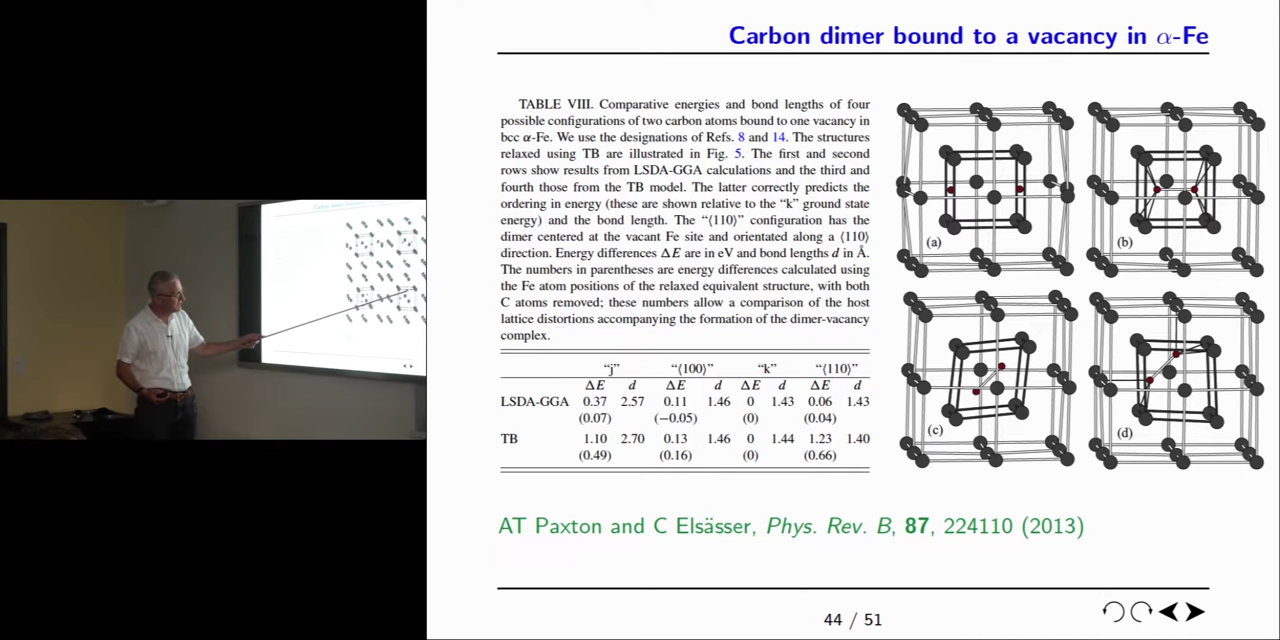 Carbon dimer bound to a vacancy in α-Fe
TABLE VIII. Comparative energies and bond lengths of four
possible configurations of two carbon atoms bound to one vacancy in
bcc α-Fe. We use the designations of Refs. 8 and 14. The structures
relaxed using TB are illustrated in Fig. 5. The first and second
rows show results from LSDA-GGA calculations and the third and
fourth those from the TB model. The latter correctly predicts the
ordering in energy (these are shown relative to the “k” ground state
energy) and the bond length. The “⟨110⟩” configuration has the
dimer centered at the vacant Fe site and orientated along a ⟨110⟩
direction. Energy differences ΔE are in eV and bond lengths d in Å.
The numbers in parentheses are energy differences calculated using
the Fe atom positions of the relaxed equivalent structure, with both
C atoms removed; these numbers allow a comparison of the host
lattice distortions accompanying the formation of the dimer-vacancy
complex.
“j” “⟨100⟩” “k” “⟨110⟩”
ΔE d ΔE d ΔE d ΔE d
LSDA-GGA 0.37 2.57 0.11 1.46 0 1.43 0.06 1.43
(0.07) (−0.05) (0) (0.04)
TB 1.10 2.70 0.13 1.46 0 1.44 1.23 1.40
(0.49) (0.16) (0) (0.66)
(a)
(b)
(c)
(d)
AT Paxton and C Elsässer, Phys. Rev. B, 87, 224110 (2013)
44 / 51